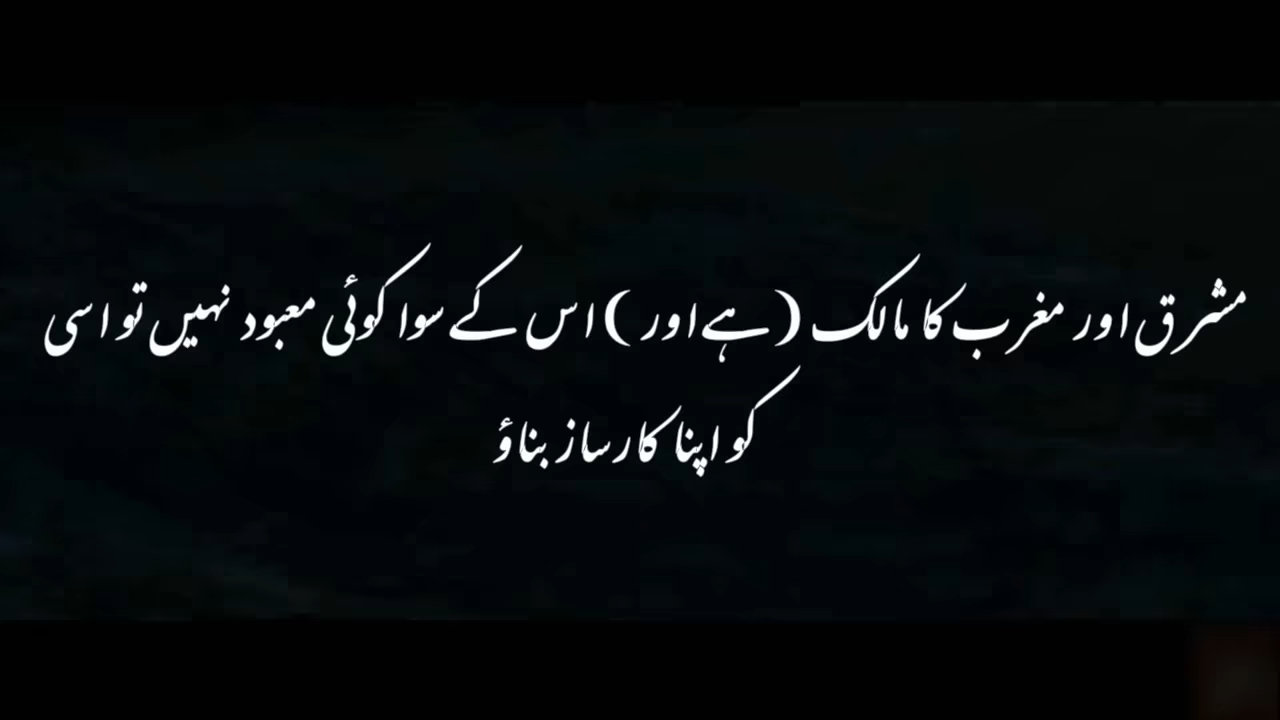 مشرق اور مغرب کا مالک (ہے اور) اس کے سوا کوئی معبود نہیں تو اسی
کو اپنا کارساز بناؤ